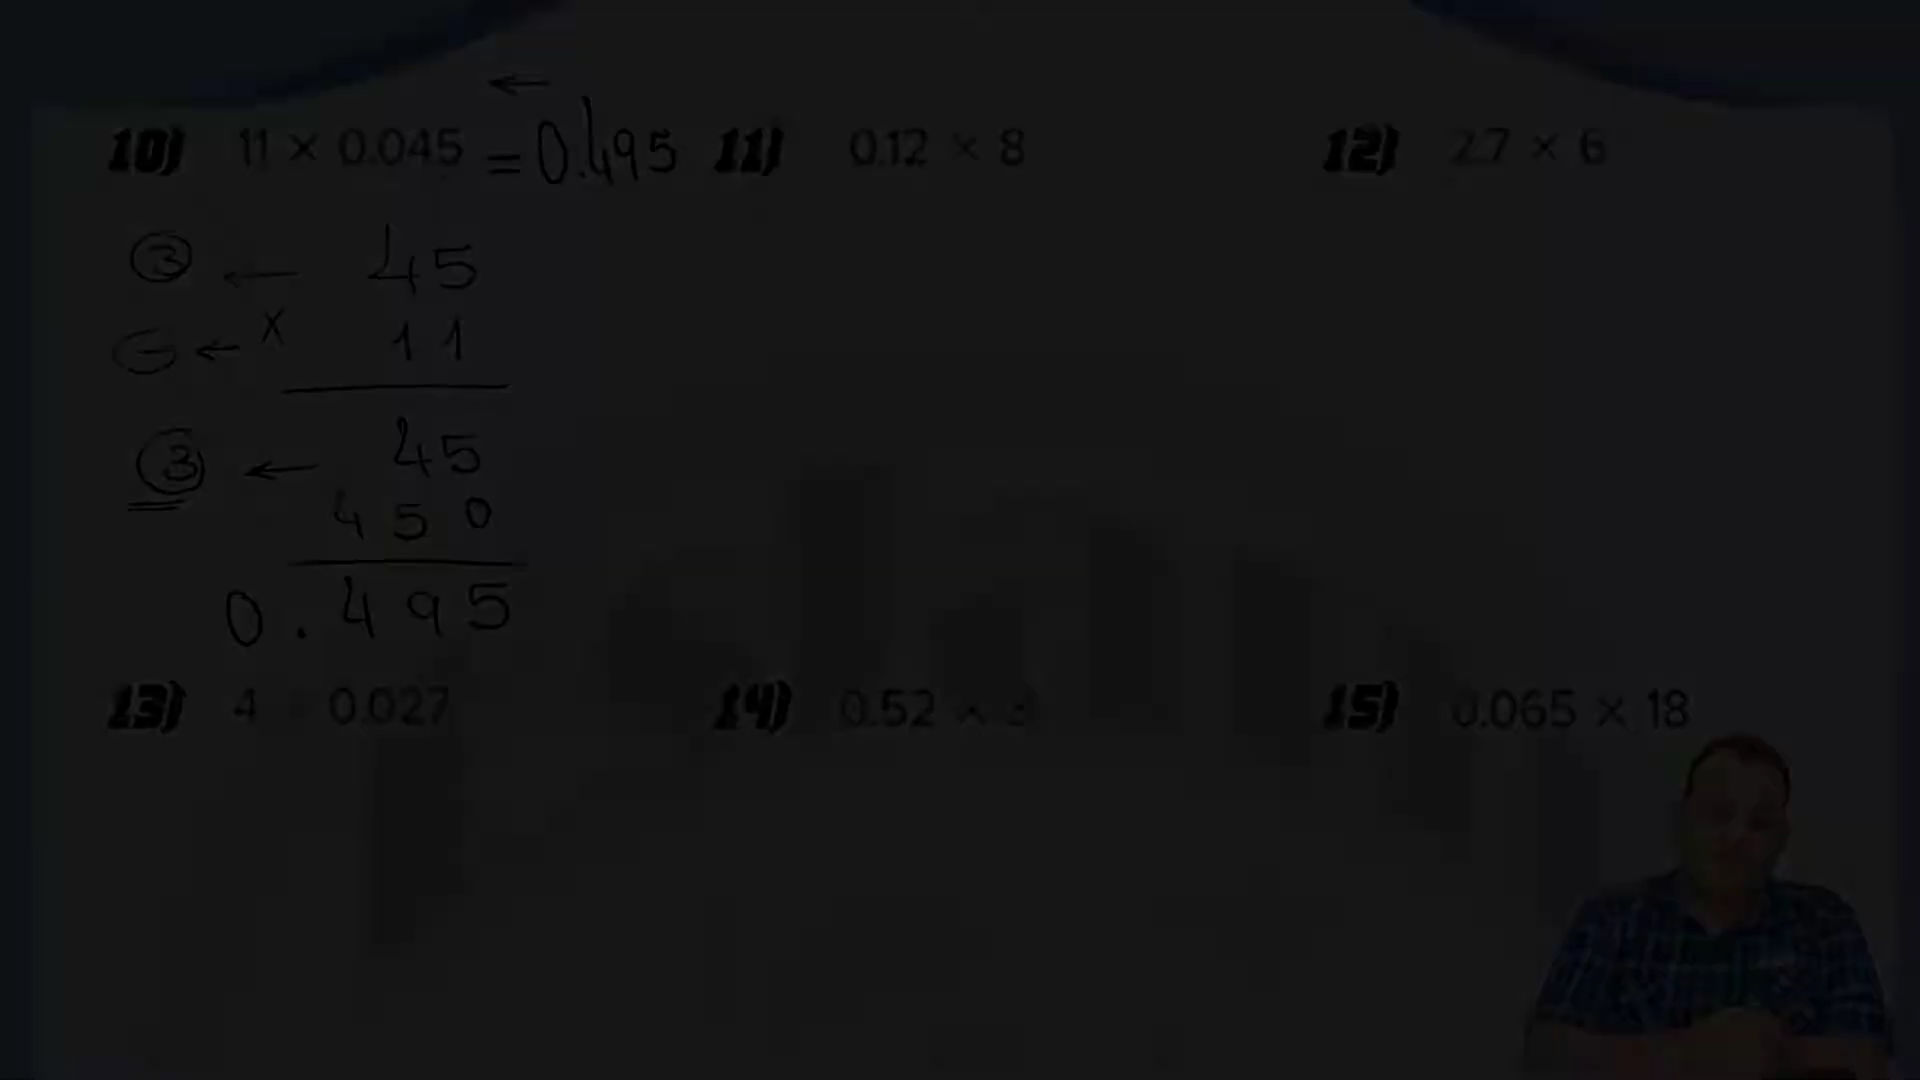 10) 11 × 0.045 = 0.495
11) 0.12 × 8
12) 2.7 × 6
3 ← 45
← × 11
3 ← 45
450
0.495
13) 4 0.027
14) 0.52 ×
15) 0.065 × 18